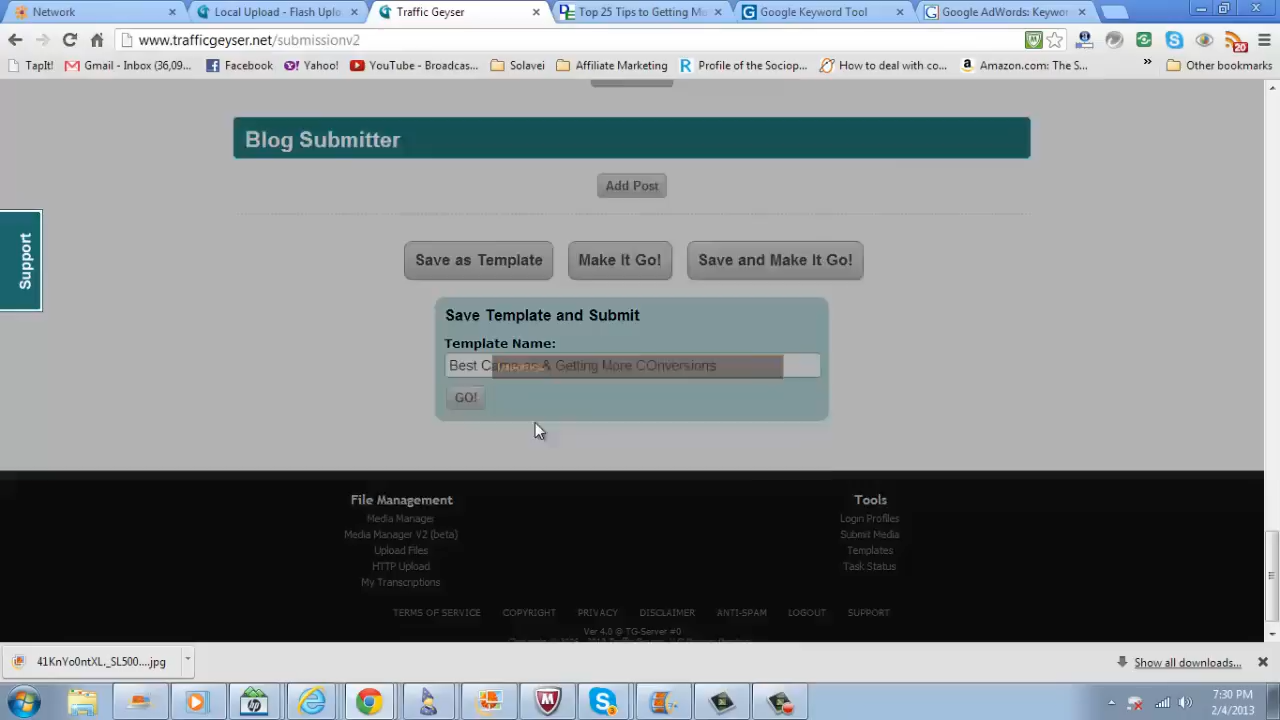 Network
Local Upload - Flash Uplo
Traffic Geyser
Top 25 Tips to Getting Mo
Google Keyword Tool
Google AdWords: Keywor
www.trafficgeyser.net/submissionv2
20
TapIt!
Gmail - Inbox (36,09...
Facebook
Yahoo!
YouTube - Broadcas...
Solavei
Affiliate Marketing
Profile of the Sociop...
How to deal with co...
Amazon.com: The S...
Other bookmarks
Blog Submitter
Add Post
Support
Save as Template
Make It Go!
Save and Make It Go!
Save Template and Submit
Template Name:
Best Cameras & Getting More COnversions
GO!
File Management
Media Manager
Media Manager V2 (beta)
Upload Files
HTTP Upload
My Transcriptions
Tools
Login Profiles
Submit Media
Templates
Task Status
TERMS OF SERVICE COPYRIGHT PRIVACY DISCLAIMER ANTI-SPAM LOGOUT SUPPORT
Ver 4.0 @ TG-Server #0
41KnYo0ntXL._SL500....jpg
Show all downloads...
7:30 PM
2/4/2013